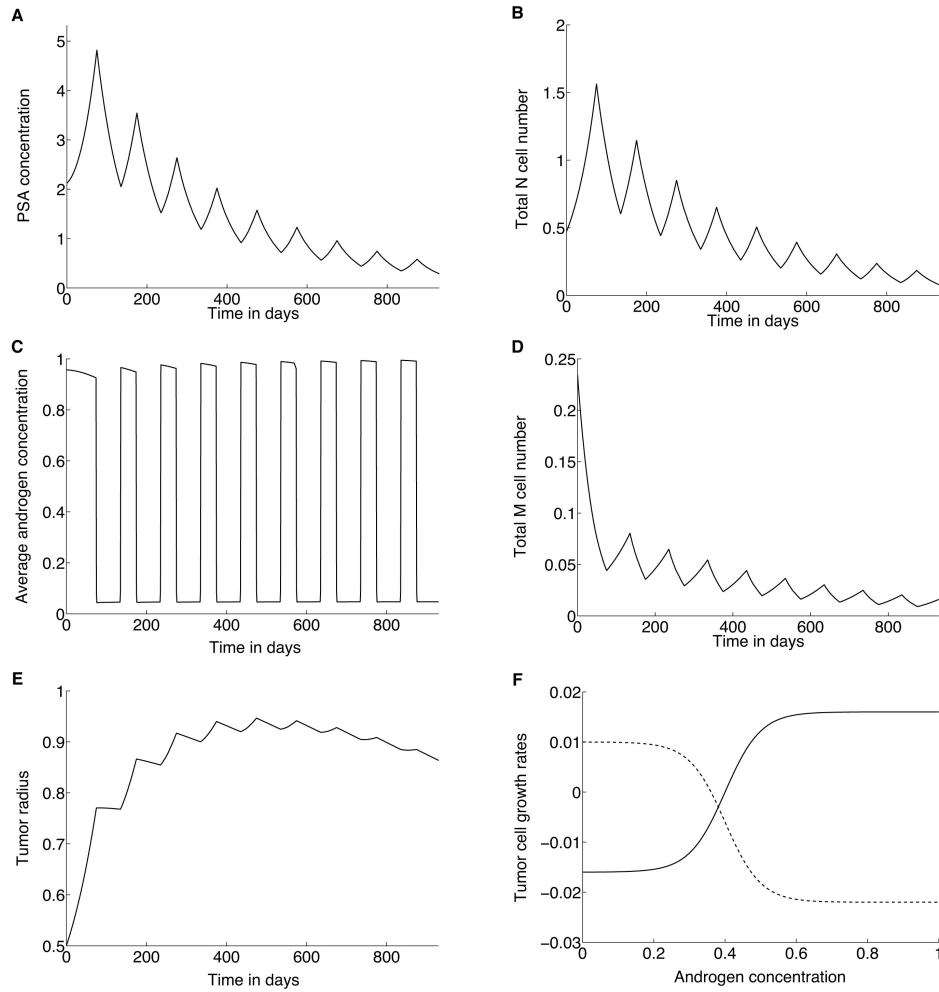 A
PSA concentration
5
4
3
2
1
0
0 200 400 600 800
Time in days
B
Total N cell number
2
1.5
1
0.5
0
0 200 400 600 800
Time in days
C
Average androgen concentration
1
0.8
0.6
0.4
0.2
0
0 200 400 600 800
Time in days
D
Total M cell number
0.25
0.2
0.15
0.1
0.05
0
0 200 400 600 800
Time in days
E
Tumor radius
1
0.9
0.8
0.7
0.6
0.5
0 200 400 600 800
Time in days
F
Tumor cell growth rates
0.02
0.01
0
−0.01
−0.02
−0.03
0 0.2 0.4 0.6 0.8 1
Androgen concentration